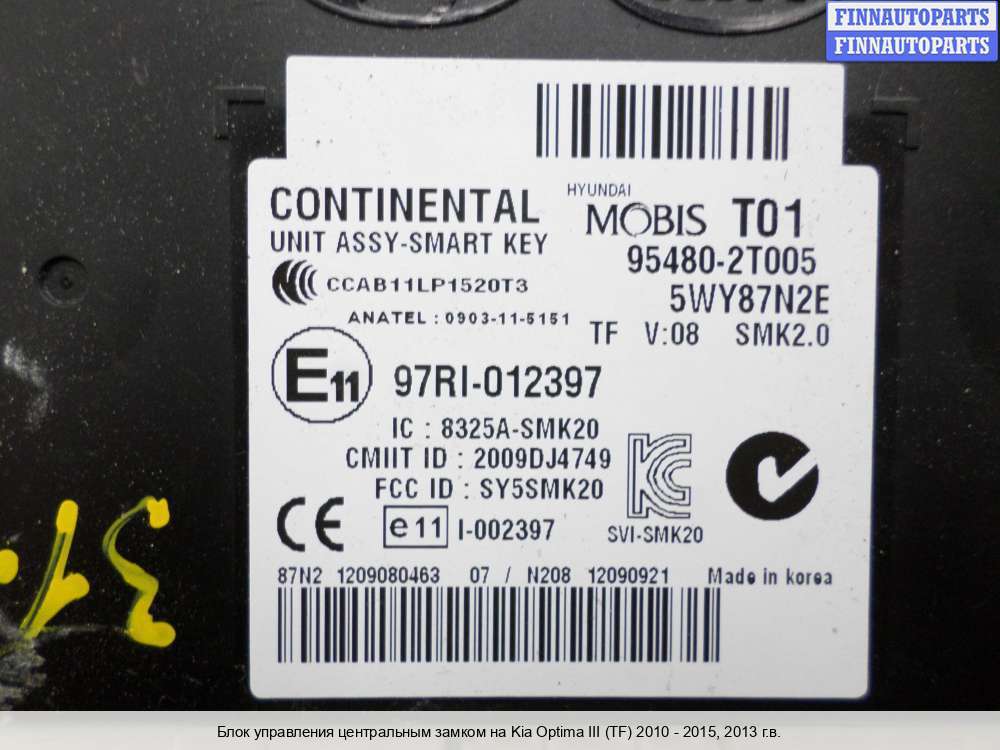 FINNAUTOPARTS
FINNAUTOPARTS
CONTINENTAL
UNIT ASSY-SMART KEY
HYUNDAI
MOBIS T01
95480-2T005
CCAB11LP1520T3
5WY87N2E
ANATEL : 0903-11-5151
TF V:08 SMK2.0
E11 97RI-012397
IC : 8325A-SMK20
CMIIT ID : 2009DJ4749
FCC ID : SY5SMK20
CE e11 I-002397
SVI-SMK20
87N2 1209080463 07 / N208 12090921 Made in korea
Блок управления центральным замком на Kia Optima III (TF) 2010 - 2015, 2013 г.в.